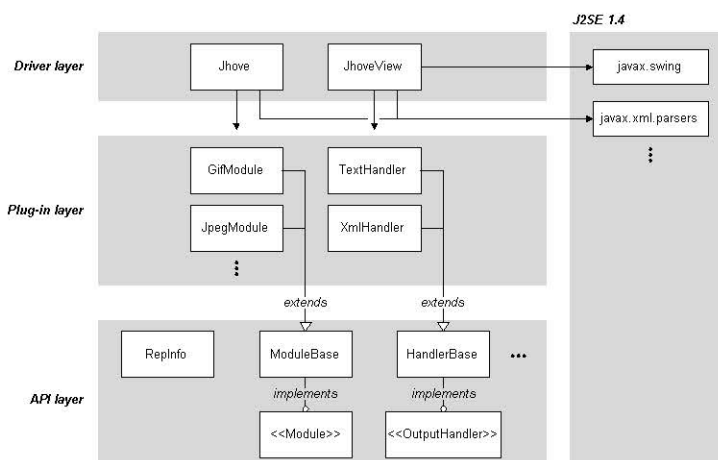 J2SE 1.4
Driver layer
Jhove
JhoveView
javax.swing
javax.xml.parsers
Plug-in layer
GifModule
TextHandler
JpegModule
XmlHandler
extends
extends
API layer
RepInfo
ModuleBase
HandlerBase
implements
implements
<<Module>>
<<OutputHandler>>